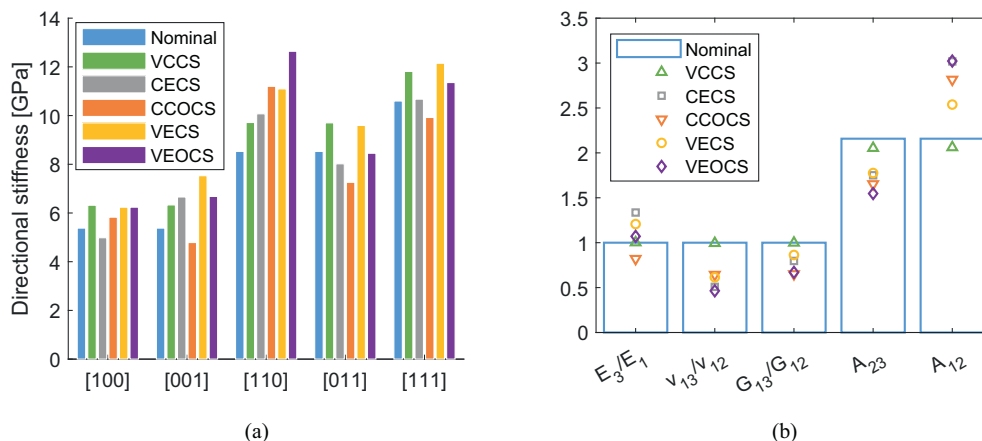 Directional stiffness [GPa]
14
12
10
8
6
4
2
0
Nominal
VCCS
CECS
CCOCS
VECS
VEOCS
[100] [001] [110] [011] [111]
(a)
3.5
3
2.5
2
1.5
1
0.5
0
Nominal
VCCS
CECS
CCOCS
VECS
VEOCS
E3/E1 v13/v12 G13/G12 A23 A12
(b)